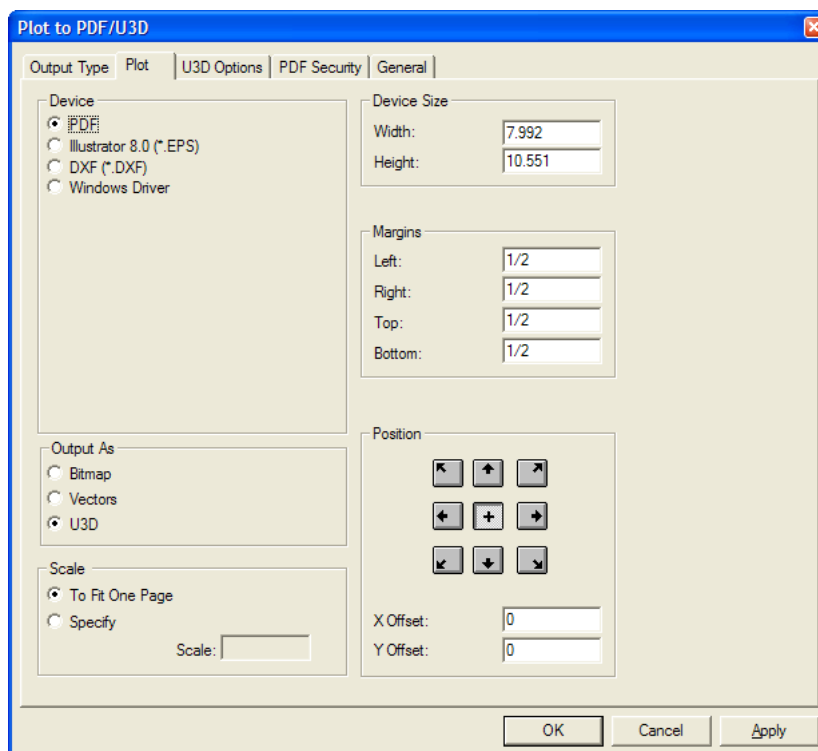 Plot to PDF/U3D
Output Type Plot U3D Options PDF Security General
Device
PDF
Illustrator 8.0 (*.EPS)
DXF (*.DXF)
Windows Driver
Output As
Bitmap
Vectors
U3D
Scale
To Fit One Page
Specify
Scale:
Device Size
Width: 7.992
Height: 10.551
Margins
Left: 1/2
Right: 1/2
Top: 1/2
Bottom: 1/2
Position
X Offset: 0
Y Offset: 0
OK Cancel Apply